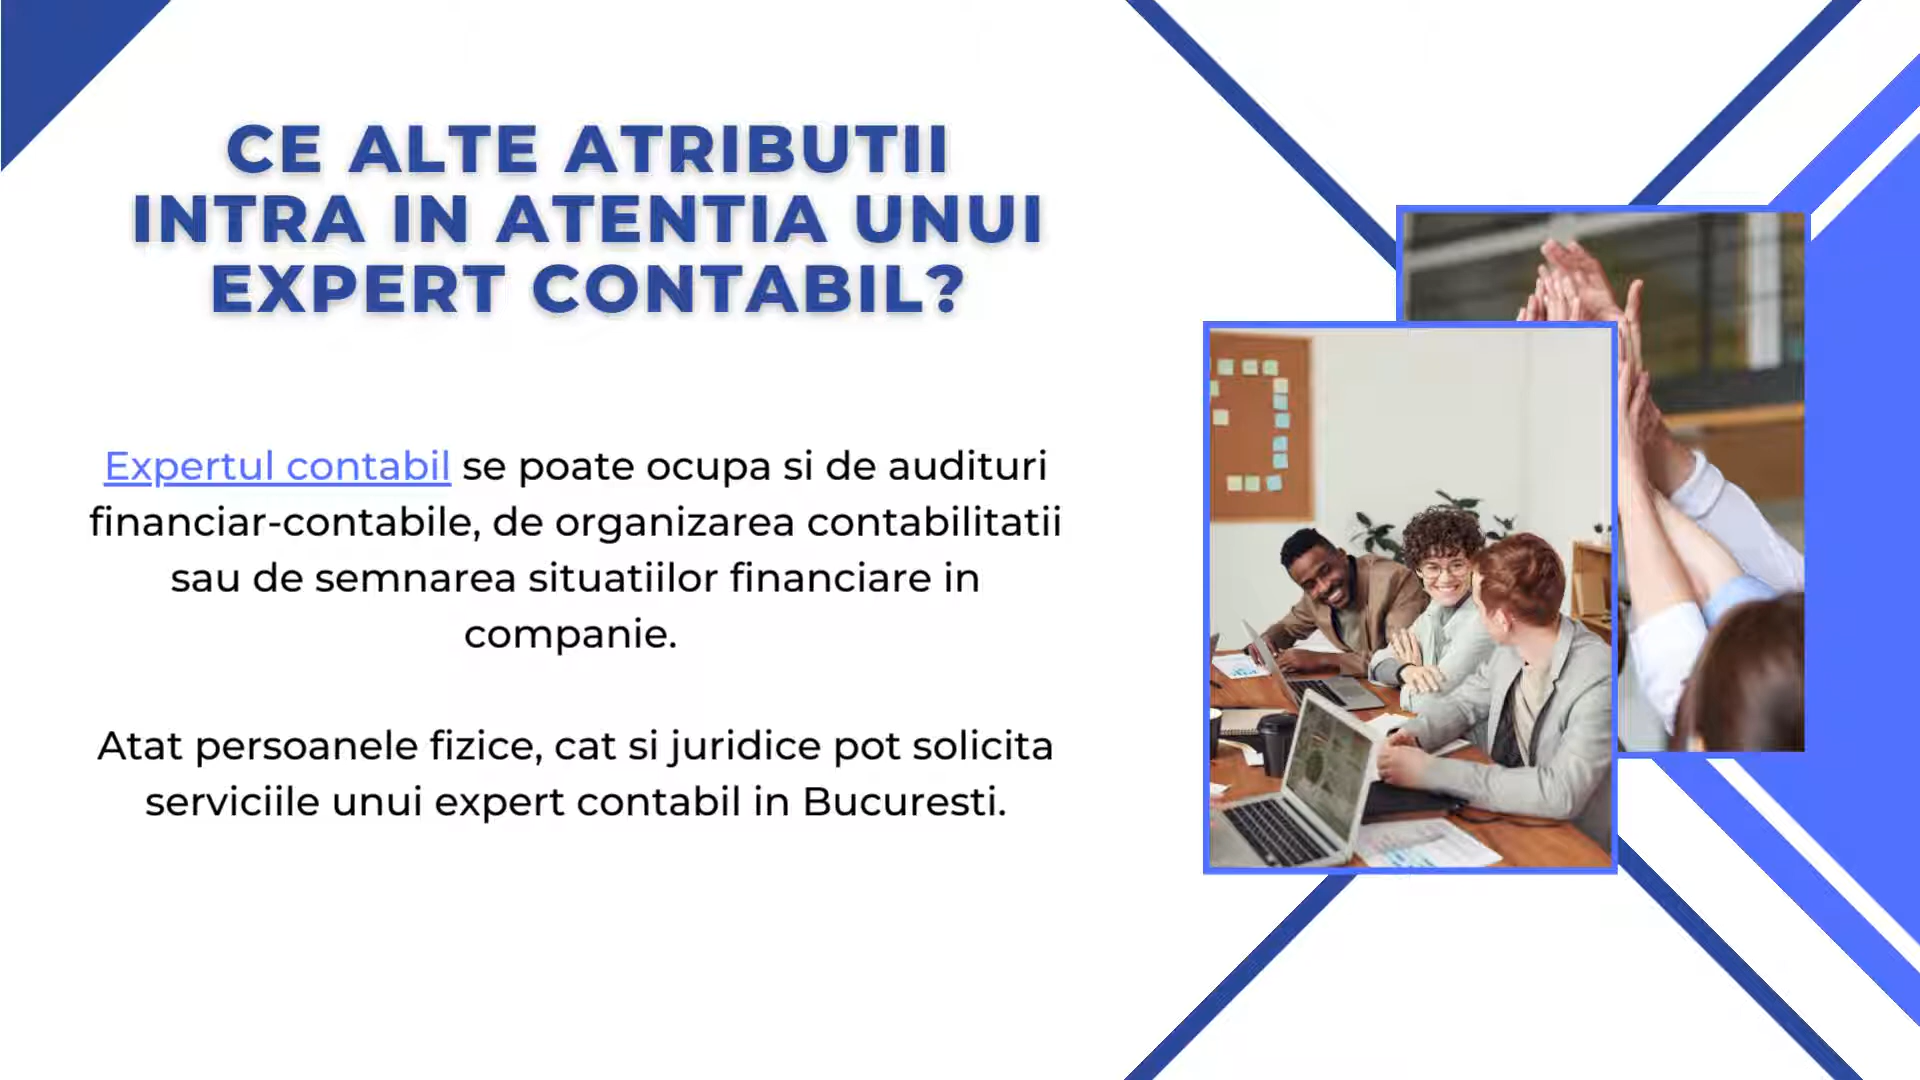 CE ALTE ATRIBUTII
INTRA IN ATENTIA UNUI
EXPERT CONTABIL?
Expertul contabil se poate ocupa si de audituri
financiar-contabile, de organizarea contabilitatii
sau de semnarea situatiilor financiare in
companie.
Atat persoanele fizice, cat si juridice pot solicita
serviciile unui expert contabil in Bucuresti.